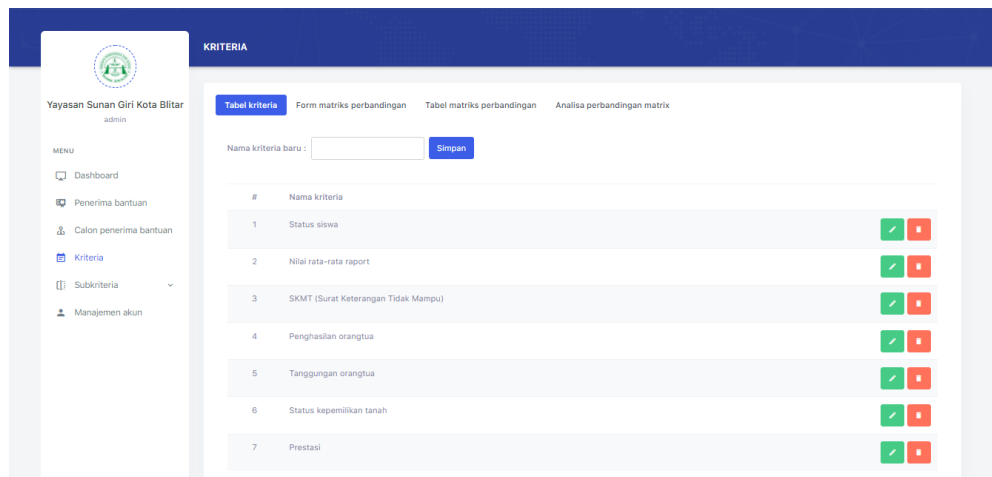 KRITERIA
Yayasan Sunan Giri Kota Blitar
admin
MENU
Dashboard
Penerima bantuan
Calon penerima bantuan
Kriteria
Subkriteria
Manajemen akun
Tabel kriteria Form matriks perbandingan Tabel matriks perbandingan Analisa perbandingan matrix
Nama kriteria baru : Simpan
# Nama kriteria
1 Status siswa
2 Nilai rata-rata raport
3 SKMT (Surat Keterangan Tidak Mampu)
4 Penghasilan orangtua
5 Tanggungan orangtua
6 Status kepemilikan tanah
7 Prestasi